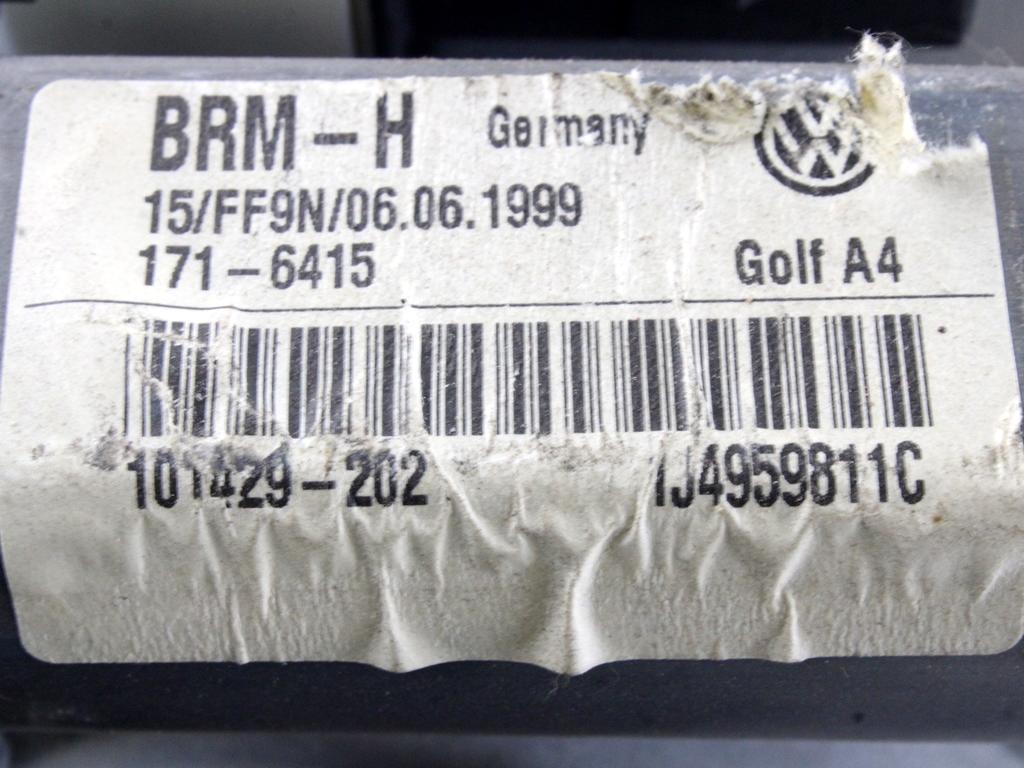 BRM-H Germany
15/FF9N/06.06.1999
171-6415 Golf A4
101429-202 1J4959811C